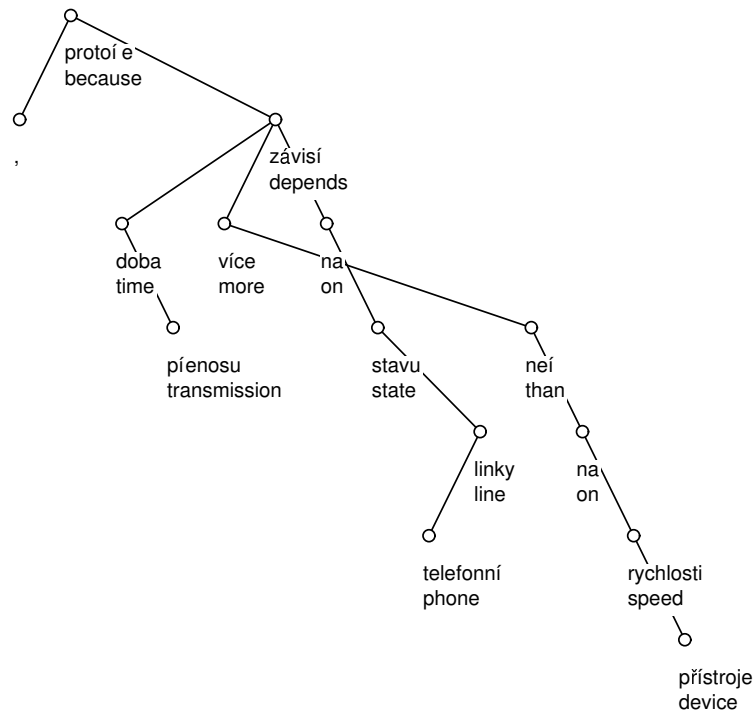 protoí e
because
,
závisí
depends
doba
time
více
more
na
on
píenosu
transmission
stavu
state
neí
than
linky
line
na
on
telefonní
phone
rychlosti
speed
přístroje
device